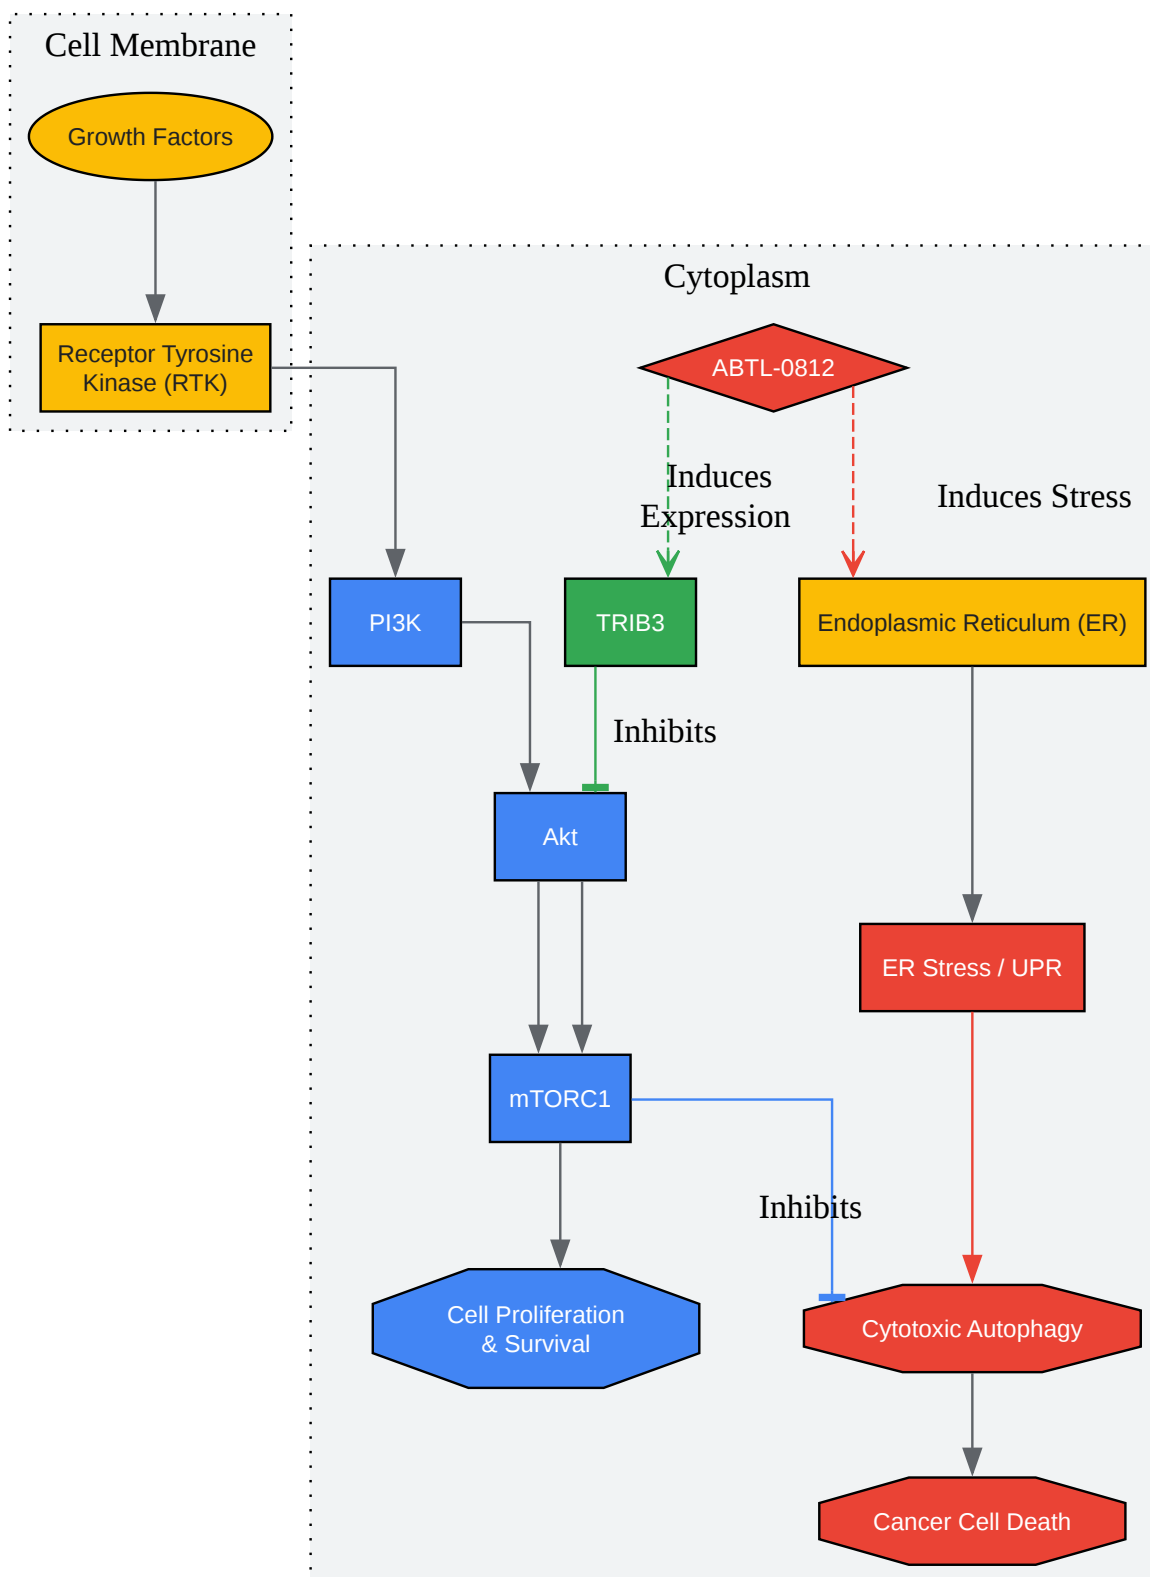 Cell Membrane
Growth Factors
Receptor Tyrosine
Kinase (RTK)
Cytoplasm
ABTL-0812
Induces
Expression
Induces Stress
PI3K
TRIB3
Endoplasmic Reticulum (ER)
Inhibits
Akt
ER Stress / UPR
mTORC1
Inhibits
Cell Proliferation
& Survival
Cytotoxic Autophagy
Cancer Cell Death